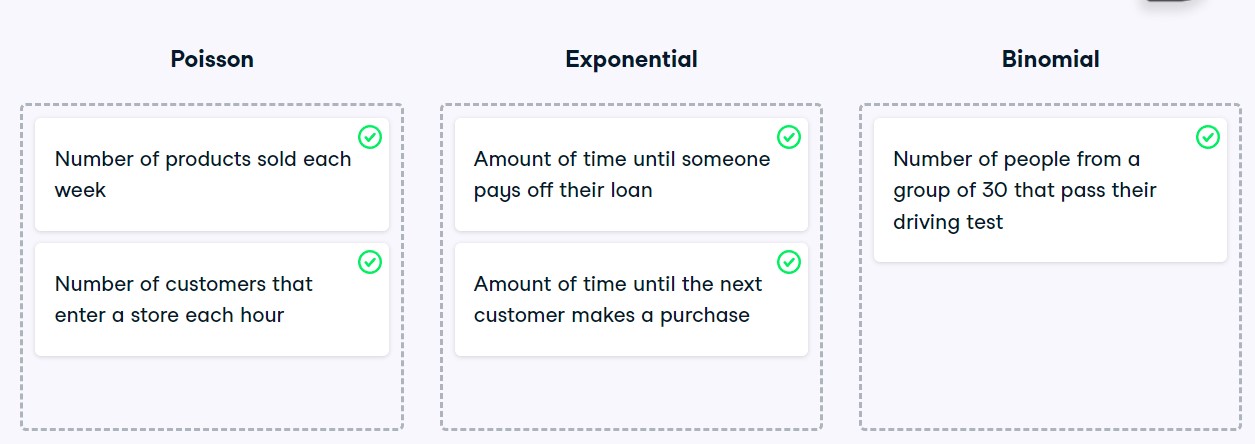 Poisson
Exponential
Binomial
Number of products sold each
week
Number of customers that
enter a store each hour
Amount of time until someone
pays off their loan
Amount of time until the next
customer makes a purchase
Number of people from a
group of 30 that pass their
driving test